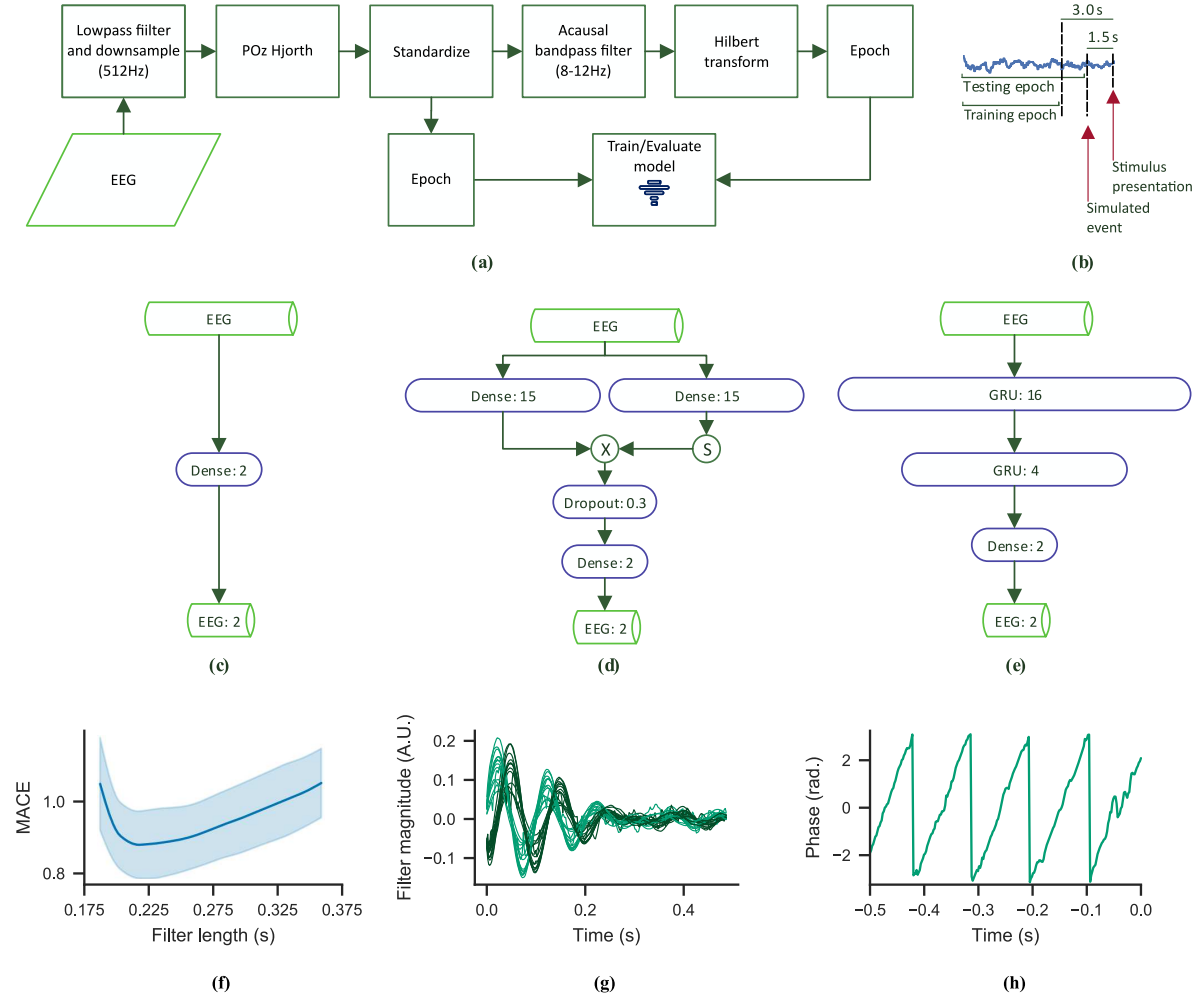 Lowpass fiilter
and downsample
(512Hz)
POz Hjorth
Standardize
Acausal
bandpass filter
(8-12Hz)
Hilbert
transform
Epoch
EEG
Epoch
Train/Evaluate
model
(a)
3.0 s
1.5 s
Testing epoch
Training epoch
Stimulus
presentation
Simulated
event
(b)
EEG
Dense: 2
EEG: 2
(c)
EEG
Dense: 15
Dense: 15
X
S
Dropout: 0.3
Dense: 2
EEG: 2
(d)
EEG
GRU: 16
GRU: 4
Dense: 2
EEG: 2
(e)
MACE
1.0
0.8
0.175 0.225 0.275 0.325 0.375
Filter length (s)
(f)
Filter magnitude (A.U.)
0.2
0.1
0.0
−0.1
0.0 0.2 0.4
Time (s)
(g)
Phase (rad.)
2
0
−2
−0.5 −0.4 −0.3 −0.2 −0.1 0.0
Time (s)
(h)